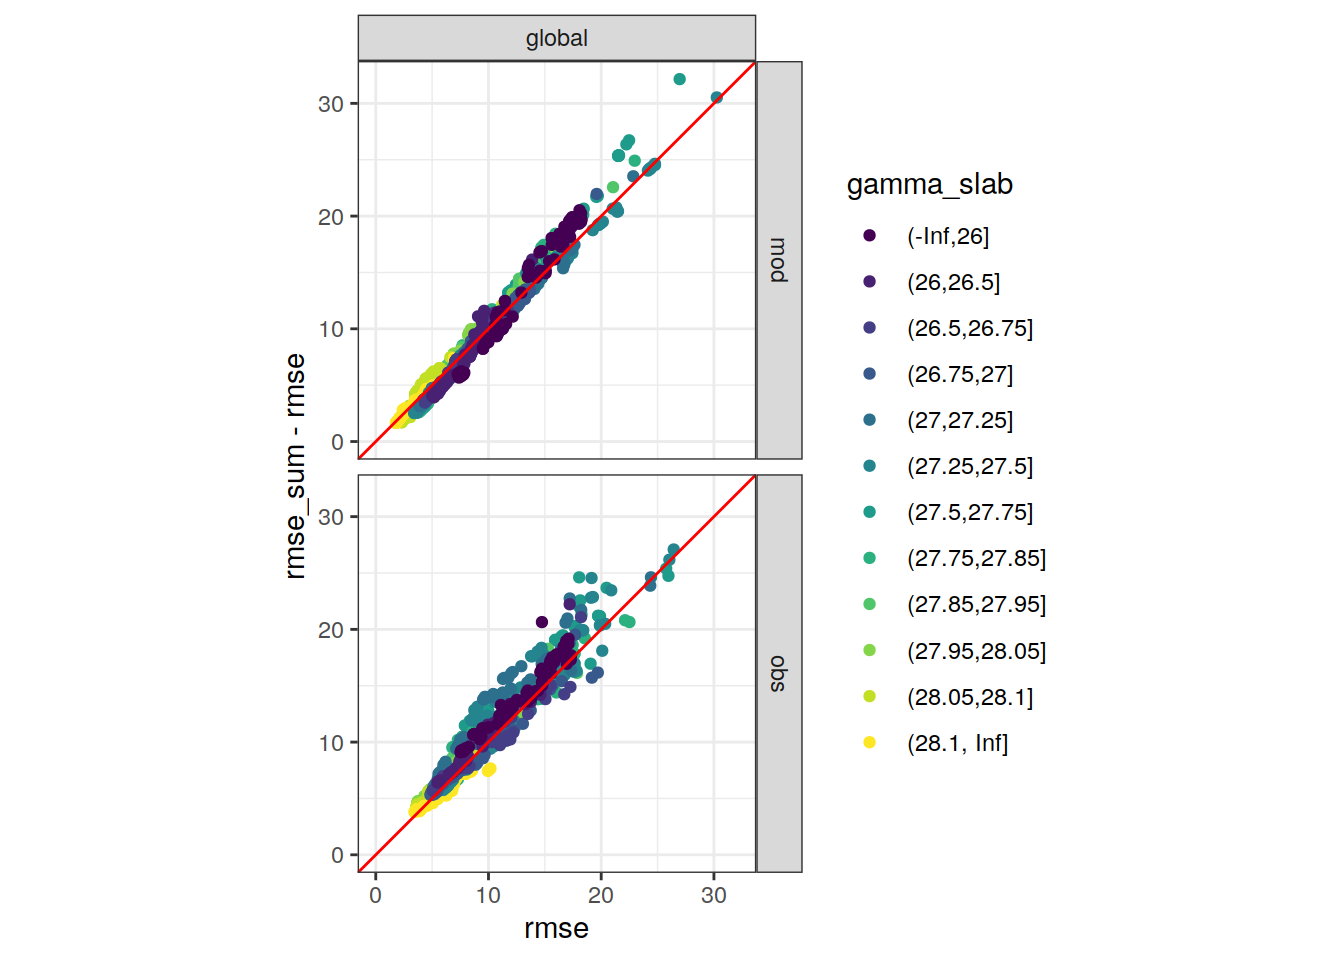 global
30
20
10
0
mod
30
20
10
0
obs
0 10 20 30
rmse
rmse_sum - rmse
gamma_slab
(-Inf,26]
(26,26.5]
(26.5,26.75]
(26.75,27]
(27,27.25]
(27.25,27.5]
(27.5,27.75]
(27.75,27.85]
(27.85,27.95]
(27.95,28.05]
(28.05,28.1]
(28.1, Inf]